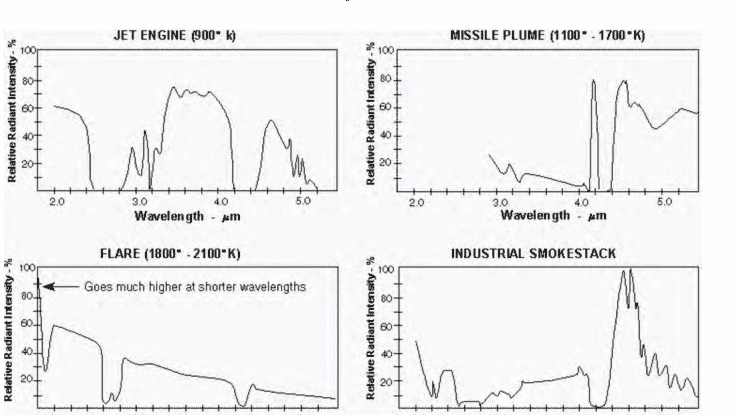 JET ENGINE (900° k)
Relative Radiant Intensity - %
100
80
60
40
20
2.0 3.0 4.0 5.0
Wavelength - µm
MISSILE PLUME (1100° - 1700°K)
Relative Radiant Intensity - %
100
80
60
40
20
2.0 3.0 4.0 5.0
Wavelength - µm
FLARE (1800° - 2100°K)
Relative Radiant Intensity - %
100
80
60
40
20
Goes much higher at shorter wavelengths
INDUSTRIAL SMOKESTACK
Relative Radiant Intensity - %
100
80
60
40
20